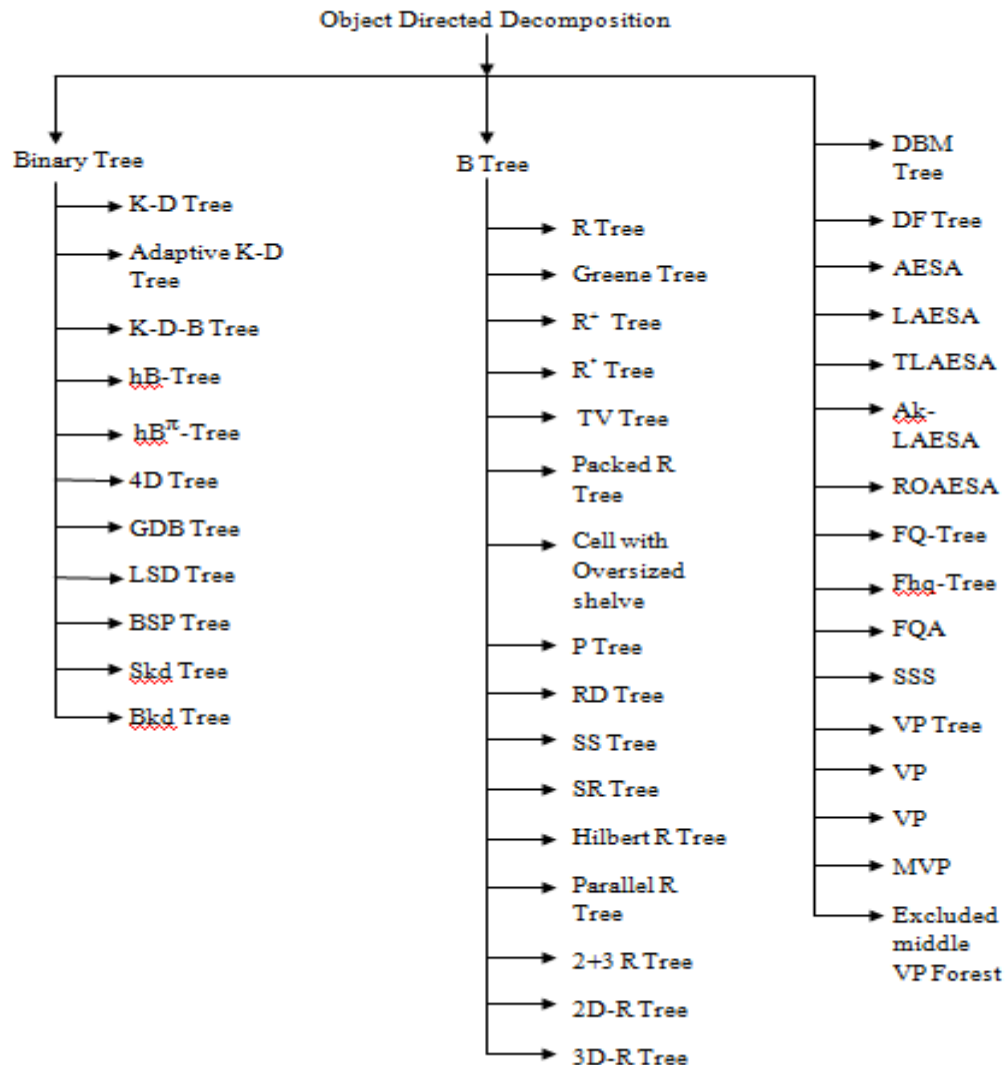 Object Directed Decomposition
Binary Tree
K-D Tree
Adaptive K-D
Tree
K-D-B Tree
hB-Tree
hB^π-Tree
4D Tree
GDB Tree
LSD Tree
BSP Tree
Skd Tree
Bkd Tree
B Tree
R Tree
Greene Tree
R⁺ Tree
R* Tree
TV Tree
Packed R
Tree
Cell with
Oversized
shelve
P Tree
RD Tree
SS Tree
SR Tree
Hilbert R Tree
Parallel R
Tree
2+3 R Tree
2D-R Tree
3D-R Tree
DBM
Tree
DF Tree
AESA
LAESA
TLAESA
Ak-
LAESA
ROAESA
FQ-Tree
Fhq-Tree
FQA
SSS
VP Tree
VP
VP
MVP
Excluded
middle
VP Forest